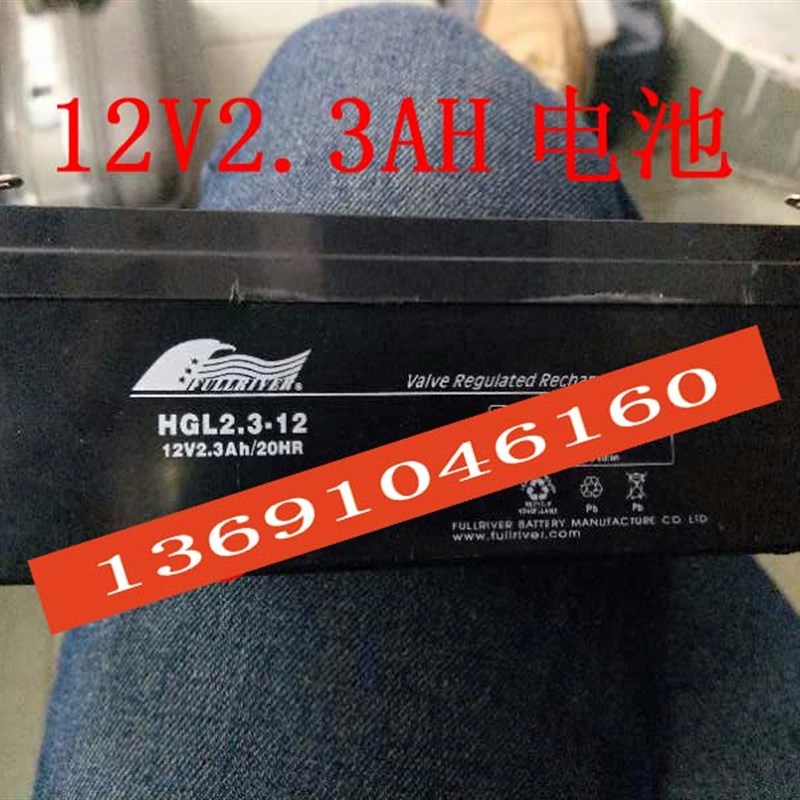 12V2.3AH 电池
FULLRIVER®
Valve Regulated Rechar
HGL2.3-12
12V2.3Ah/20HR
13691046160
Pb Pb
FULLRIVER BATTERY MANUFACTURE CO. LTD
www.fullriver.com